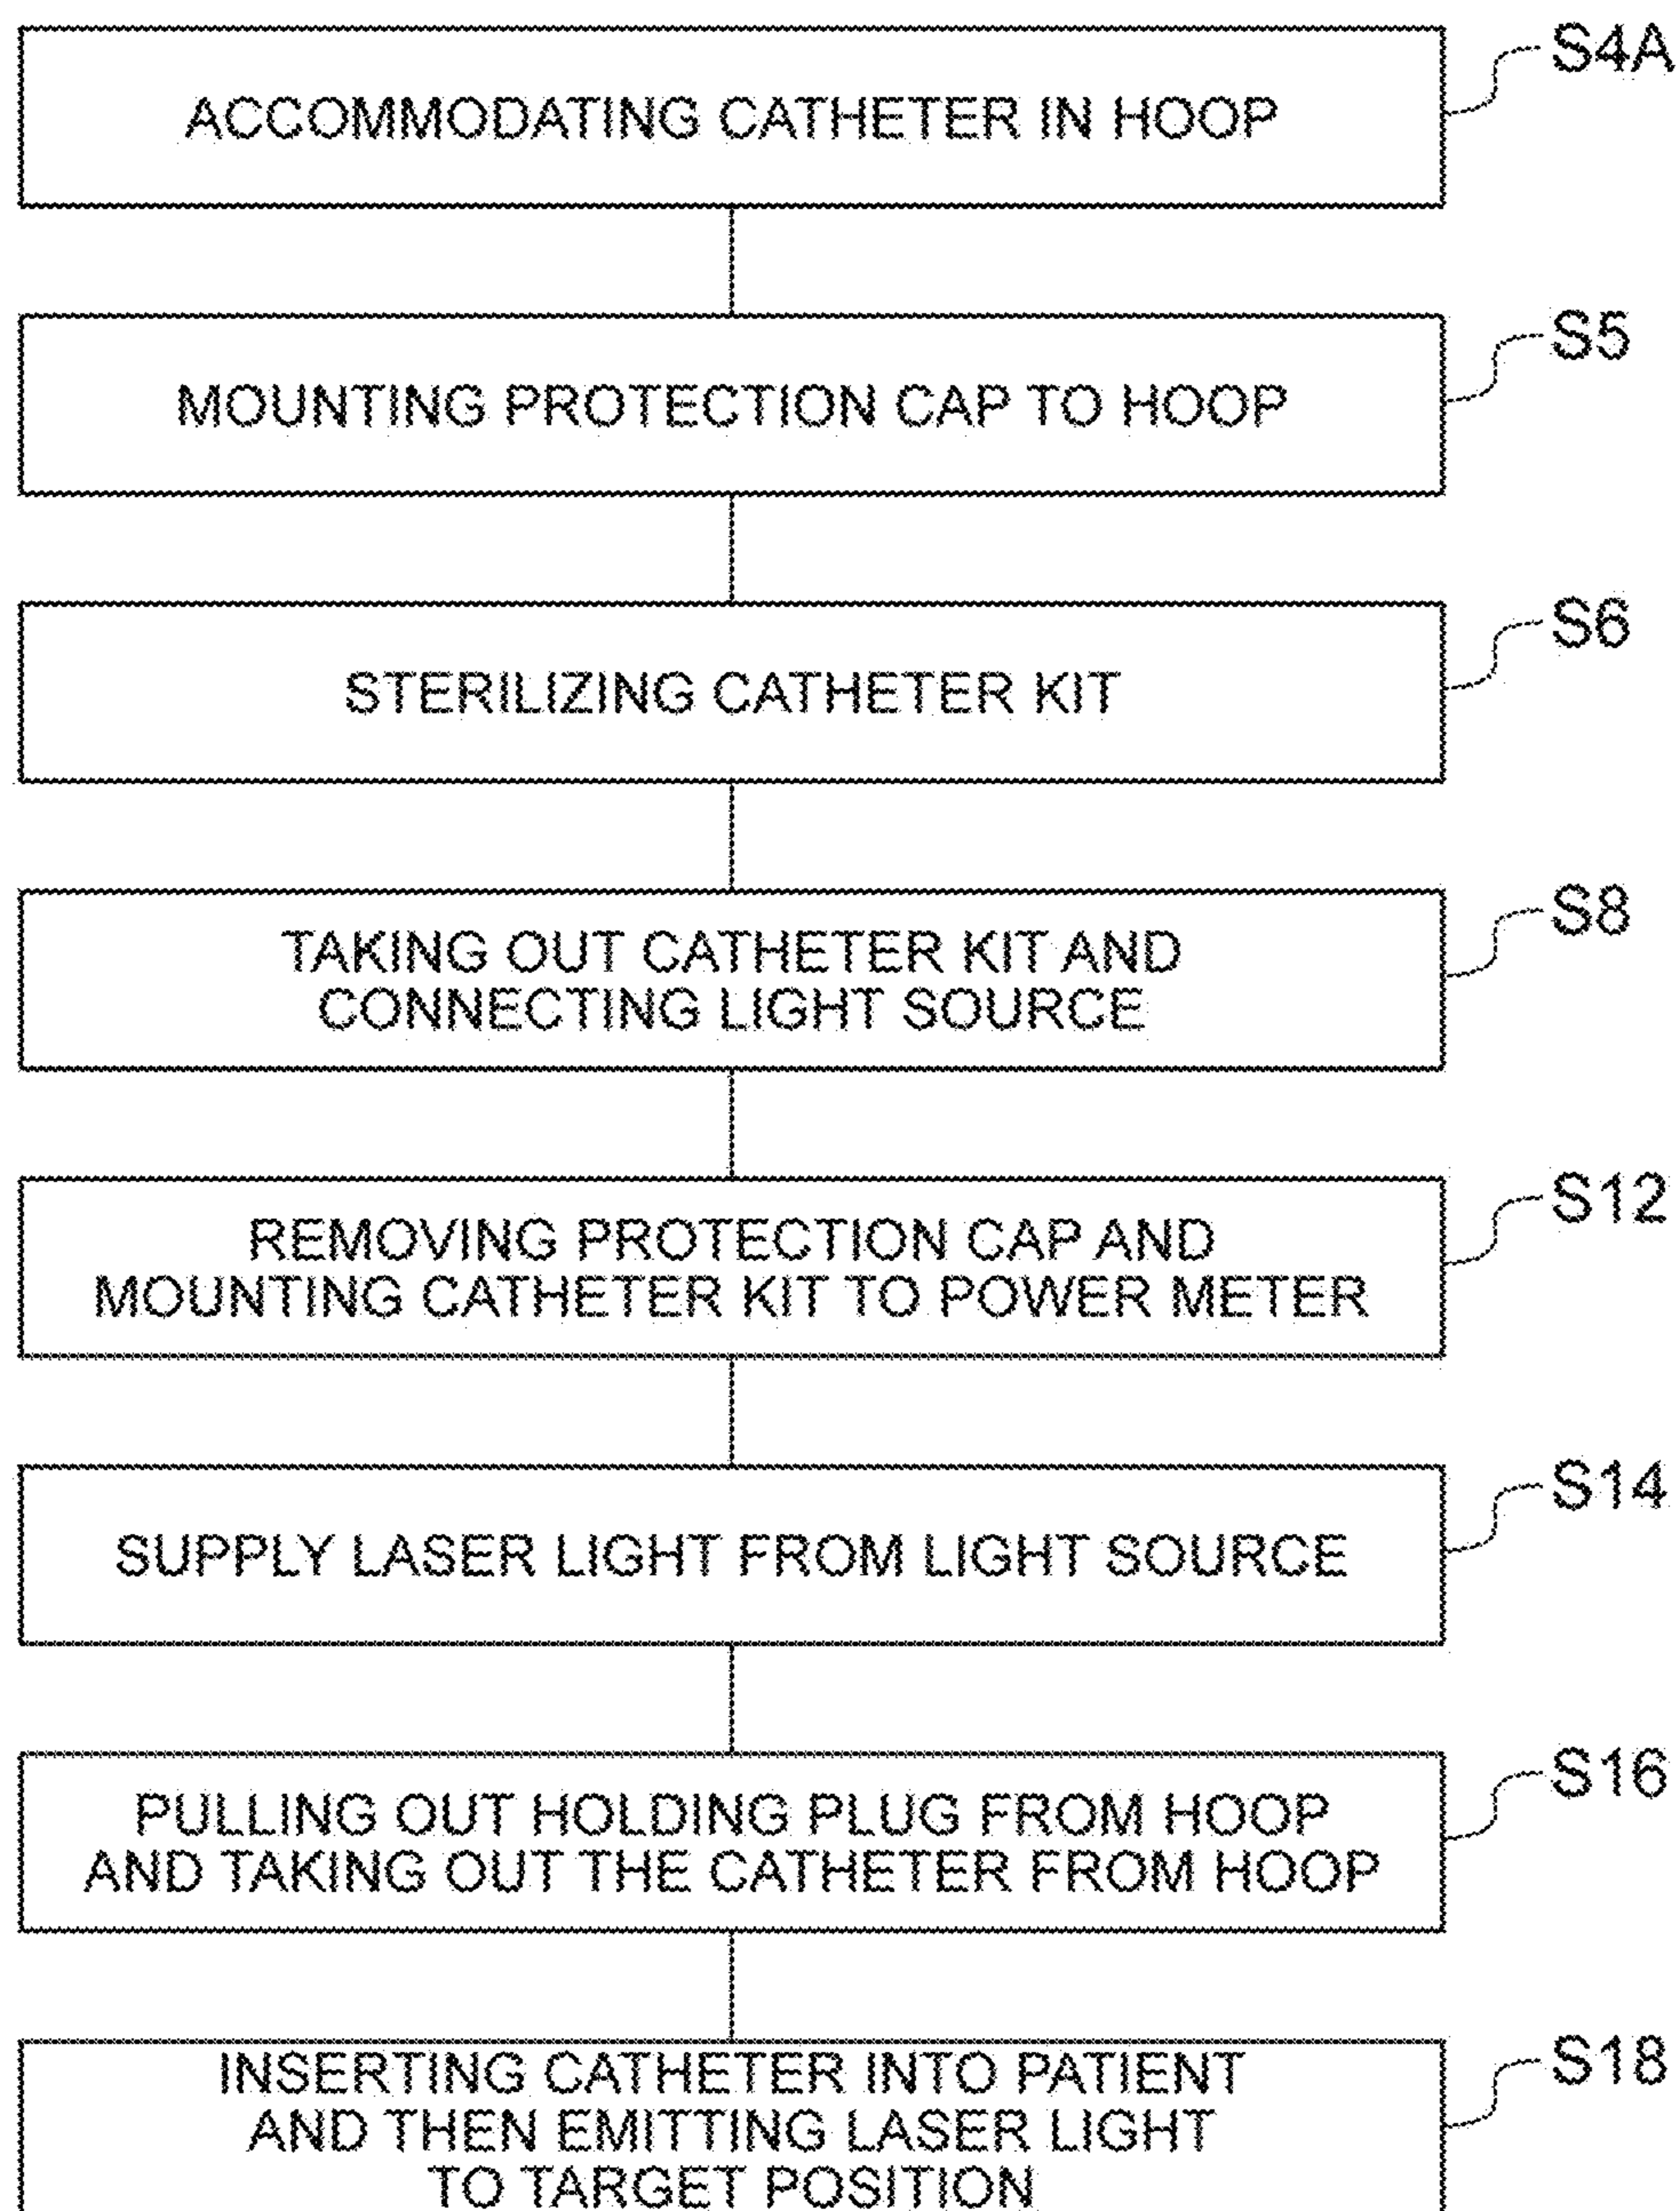 S4A
ACCOMMODATING CATHETER IN HOOP
S5
MOUNTING PROTECTION CAP TO HOOP
S6
STERILIZING CATHETER KIT
S8
TAKING OUT CATHETER KIT AND
CONNECTING LIGHT SOURCE
S12
REMOVING PROTECTION CAP AND
MOUNTING CATHETER KIT TO POWER METER
S14
SUPPLY LASER LIGHT FROM LIGHT SOURCE
S16
PULLING OUT HOLDING PLUG FROM HOOP
AND TAKING OUT THE CATHETER FROM HOOP
S18
INSERTING CATHETER INTO PATIENT
AND THEN EMITTING LASER LIGHT
TO TARGET POSITION